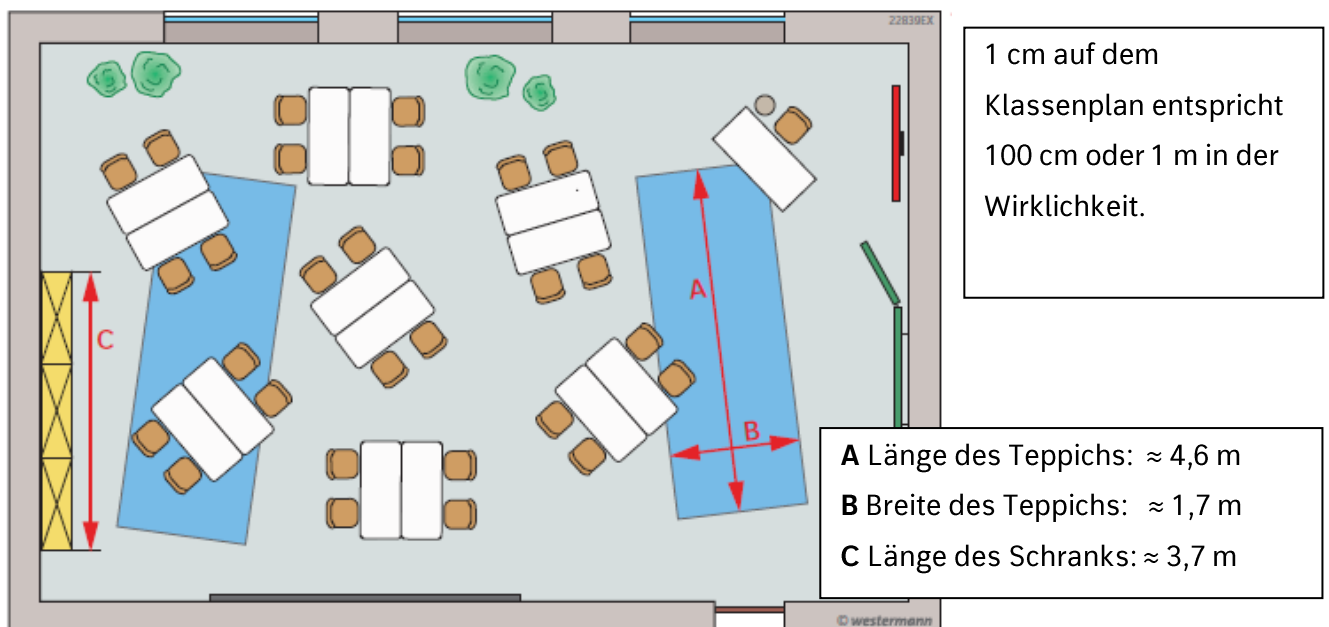 22839EX
1 cm auf dem
Klassenplan entspricht
100 cm oder 1 m in der
Wirklichkeit.
A
C
B
A Länge des Teppichs: ≈ 4,6 m
B Breite des Teppichs: ≈ 1,7 m
C Länge des Schranks: ≈ 3,7 m
© westermann